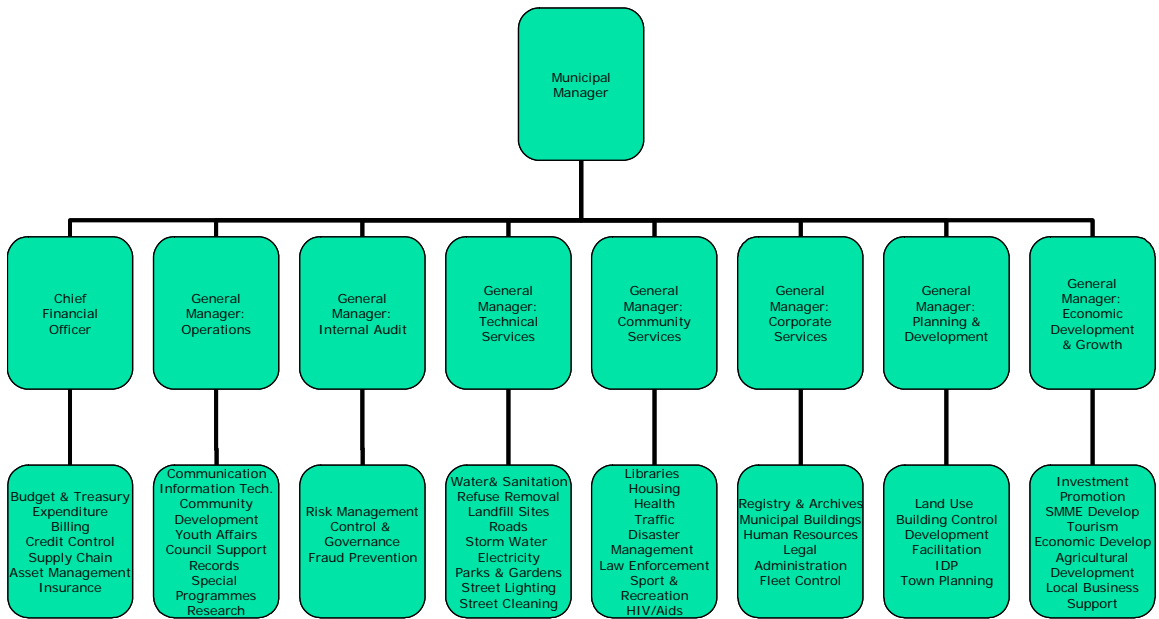 Municipal
Manager
Chief
Financial
Officer
General
Manager:
Operations
General
Manager:
Internal Audit
General
Manager:
Technical
Services
General
Manager:
Community
Services
General
Manager:
Corporate
Services
General
Manager:
Planning &
Development
General
Manager:
Economic
Development
& Growth
Budget & Treasury
Expenditure
Billing
Credit Control
Supply Chain
Asset Management
Insurance
Communication
Information Tech.
Community
Development
Youth Affairs
Council Support
Records
Special
Programmes
Research
Risk Management
Control &
Governance
Fraud Prevention
Water& Sanitation
Refuse Removal
Landfill Sites
Roads
Storm Water
Electricity
Parks & Gardens
Street Lighting
Street Cleaning
Libraries
Housing
Health
Traffic
Disaster
Management
Law Enforcement
Sport &
Recreation
HIV/Aids
Registry & Archives
Municipal Buildings
Human Resources
Legal
Administration
Fleet Control
Land Use
Building Control
Development
Facilitation
IDP
Town Planning
Investment
Promotion
SMME Develop
Tourism
Economic Develop
Agricultural
Development
Local Business
Support